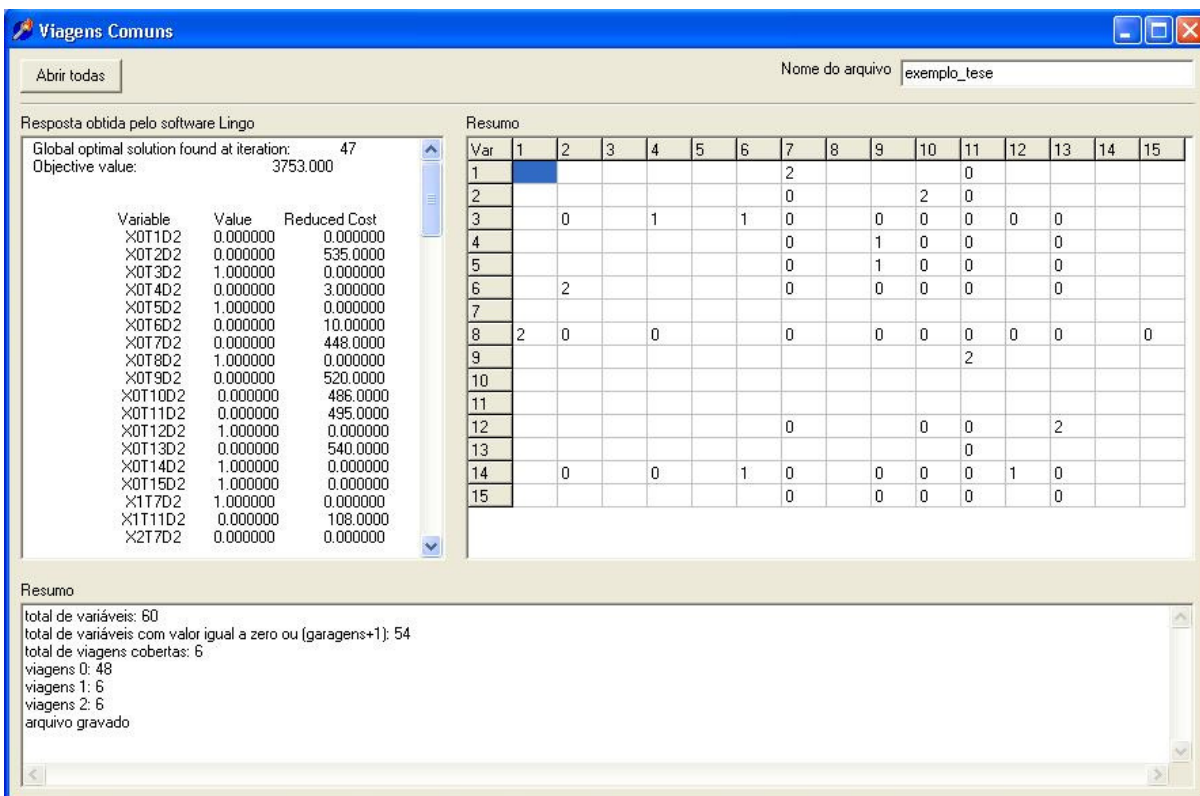 Viagens Comuns
Abrir todas
Nome do arquivo exemplo_tese
Resposta obtida pelo software Lingo
Global optimal solution found at iteration: 47
Objective value: 3753.000
Variable Value Reduced Cost
X0T1D2 0.000000 0.000000
X0T2D2 0.000000 535.0000
X0T3D2 1.000000 0.000000
X0T4D2 0.000000 3.000000
X0T5D2 1.000000 0.000000
X0T6D2 0.000000 10.00000
X0T7D2 0.000000 448.0000
X0T8D2 1.000000 0.000000
X0T9D2 0.000000 520.0000
X0T10D2 0.000000 486.0000
X0T11D2 0.000000 495.0000
X0T12D2 1.000000 0.000000
X0T13D2 0.000000 540.0000
X0T14D2 1.000000 0.000000
X0T15D2 1.000000 0.000000
X1T7D2 1.000000 0.000000
X1T11D2 0.000000 108.0000
X2T7D2 0.000000 0.000000
Resumo
Var 1 2 3 4 5 6 7 8 9 10 11 12 13 14 15
1 2 0
2 0 2 0
3 0 1 1 0 0 0 0 0 0
4 0 1 0 0 0
5 0 1 0 0 0
6 2 0 0 0 0 0
7
8 2 0 0 0 0 0 0 0 0 0
9 2
10
11
12 0 0 0 2
13 0
14 0 0 1 0 0 0 0 1 0
15 0 0 0 0 0
Resumo
total de variáveis: 60
total de variáveis com valor igual a zero ou (garagens+1): 54
total de viagens cobertas: 6
viagens 0: 48
viagens 1: 6
viagens 2: 6
arquivo gravado